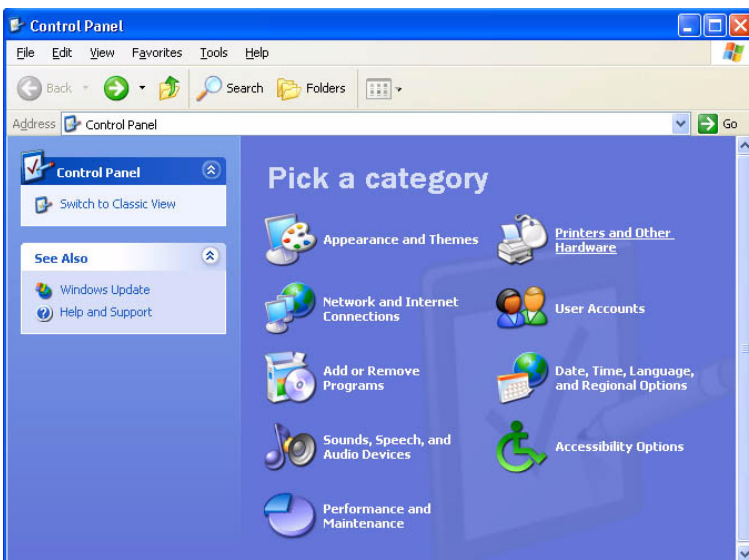 Control Panel
File Edit View Favorites Tools Help
Back Search Folders
Address Control Panel Go
Control Panel
Switch to Classic View
See Also
Windows Update
Help and Support
Pick a category
Appearance and Themes
Printers and Other
Hardware
Network and Internet
Connections
User Accounts
Add or Remove
Programs
Date, Time, Language,
and Regional Options
Sounds, Speech, and
Audio Devices
Accessibility Options
Performance and
Maintenance